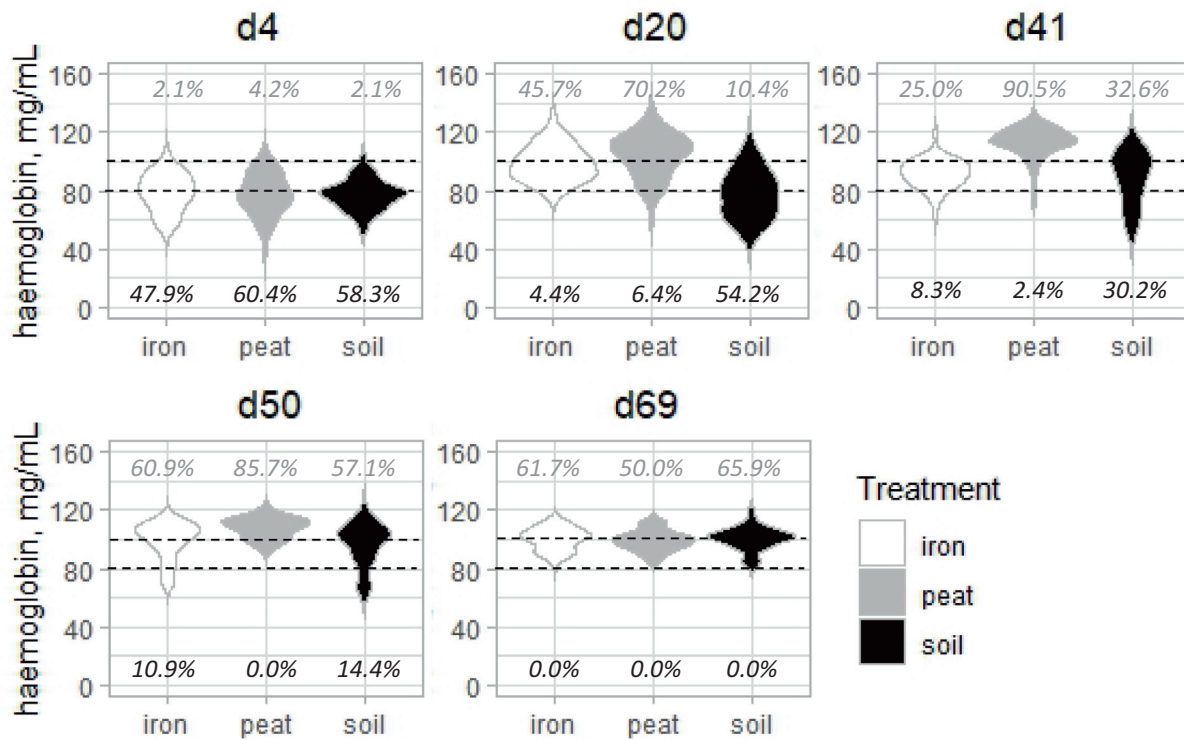 d4
d20
d41
haemoglobin, mg/mL
160
120
80
40
0
2.1%
4.2%
2.1%
47.9%
60.4%
58.3%
iron
peat
soil
160
120
80
40
0
45.7%
70.2%
10.4%
4.4%
6.4%
54.2%
iron
peat
soil
160
120
80
40
0
25.0%
90.5%
32.6%
8.3%
2.4%
30.2%
iron
peat
soil
d50
d69
haemoglobin, mg/mL
160
120
80
40
0
60.9%
85.7%
57.1%
10.9%
0.0%
14.4%
iron
peat
soil
160
120
80
40
0
61.7%
50.0%
65.9%
0.0%
0.0%
0.0%
iron
peat
soil
Treatment
iron
peat
soil